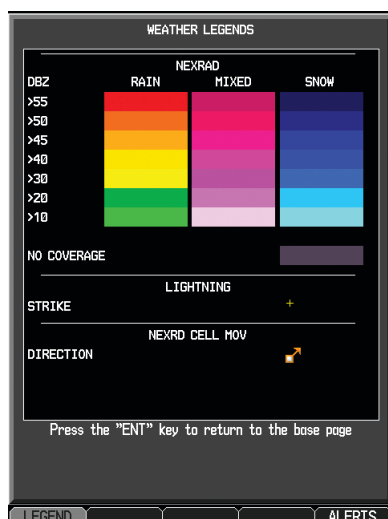 WEATHER LEGENDS
NEXRAD
DBZ RAIN MIXED SNOW
>55
>50
>45
>40
>30
>20
>10
NO COVERAGE
LIGHTNING
STRIKE
NEXRD CELL MOV
DIRECTION
Press the "ENT" key to return to the base page
LEGEND ALERTS